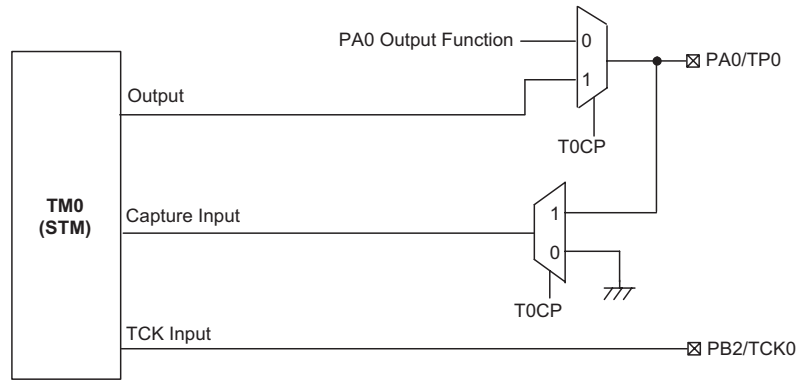 PA0 Output Function
0
1
PA0/TP0
Output
T0CP
TM0
(STM)
Capture Input
1
0
T0CP
TCK Input
PB2/TCK0